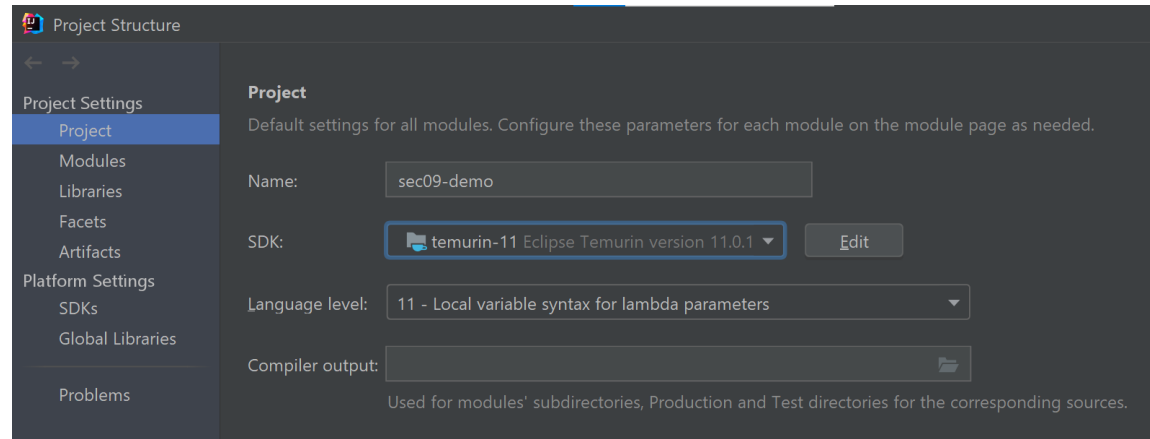 Project Structure
Project Settings
Project
Modules
Libraries
Facets
Artifacts
Platform Settings
SDKs
Global Libraries
Problems
Project
Default settings for all modules. Configure these parameters for each module on the module page as needed.
Name: sec09-demo
SDK: temurin-11 Eclipse Temurin version 11.0.1 Edit
Language level: 11 - Local variable syntax for lambda parameters
Compiler output:
Used for modules' subdirectories, Production and Test directories for the corresponding sources.